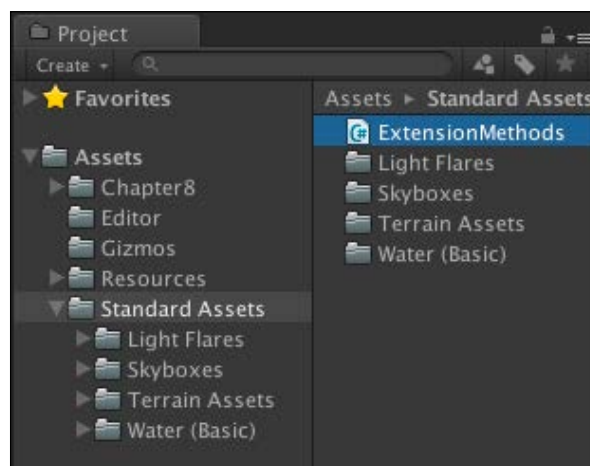 Project
Create
Favorites
Assets
Chapter8
Editor
Gizmos
Resources
Standard Assets
Light Flares
Skyboxes
Terrain Assets
Water (Basic)
Assets Standard Assets
ExtensionMethods
Light Flares
Skyboxes
Terrain Assets
Water (Basic)